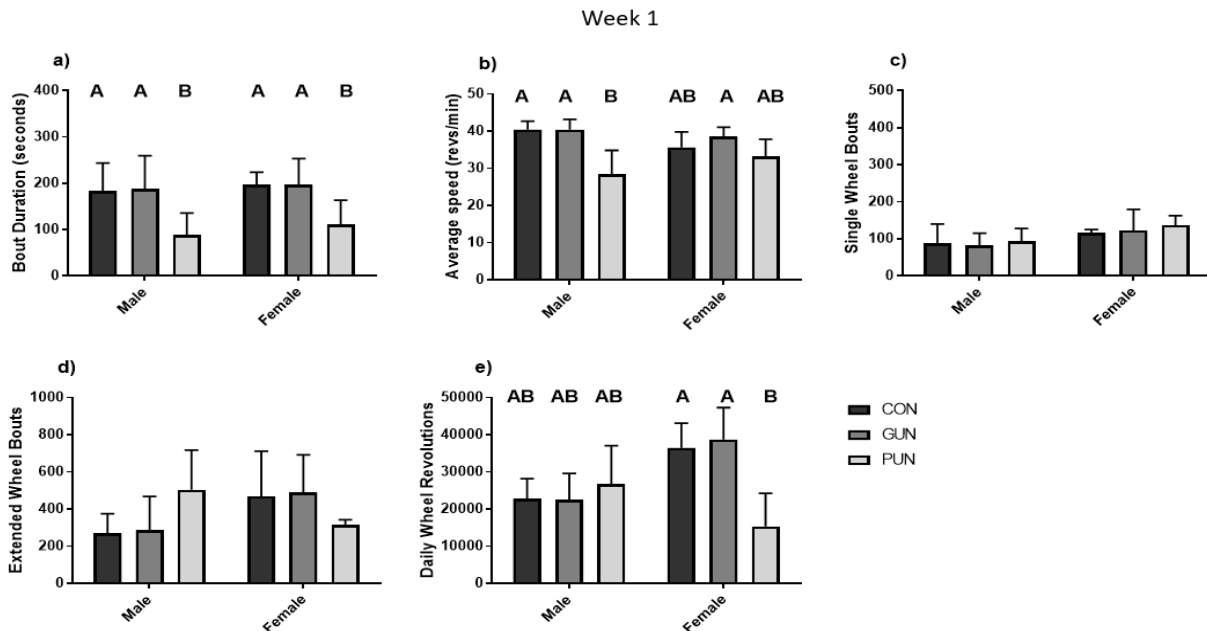 Week 1
a)
Bout Duration (seconds)
400
300
200
100
0
A A B A A B
Male Female
b)
Average speed (revs/min)
50
40
30
20
10
0
A A B AB A AB
Male Female
c)
Single Wheel Bouts
500
400
300
200
100
0
Male Female
d)
Extended Wheel Bouts
1000
800
600
400
200
0
Male Female
e)
Daily Wheel Revolutions
50000
40000
30000
20000
10000
0
AB AB AB A A B
Male Female
CON
GUN
PUN